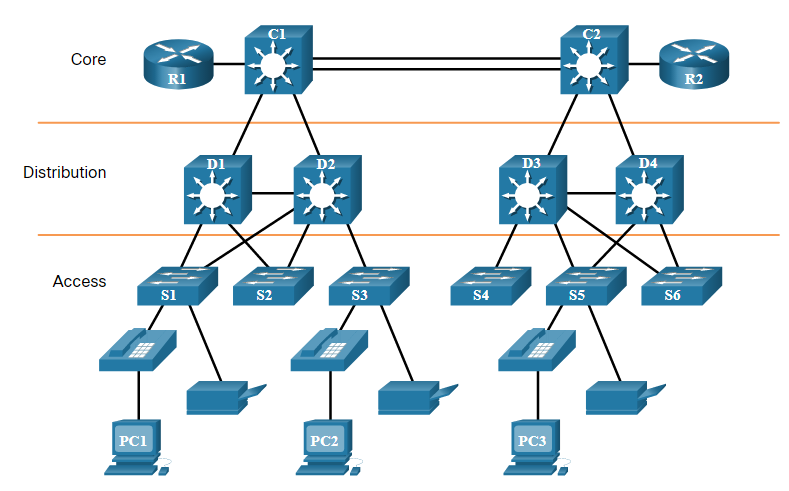 Core
R1
C1
C2
R2
Distribution
D1
D2
D3
D4
Access
S1
S2
S3
S4
S5
S6
PC1
PC2
PC3